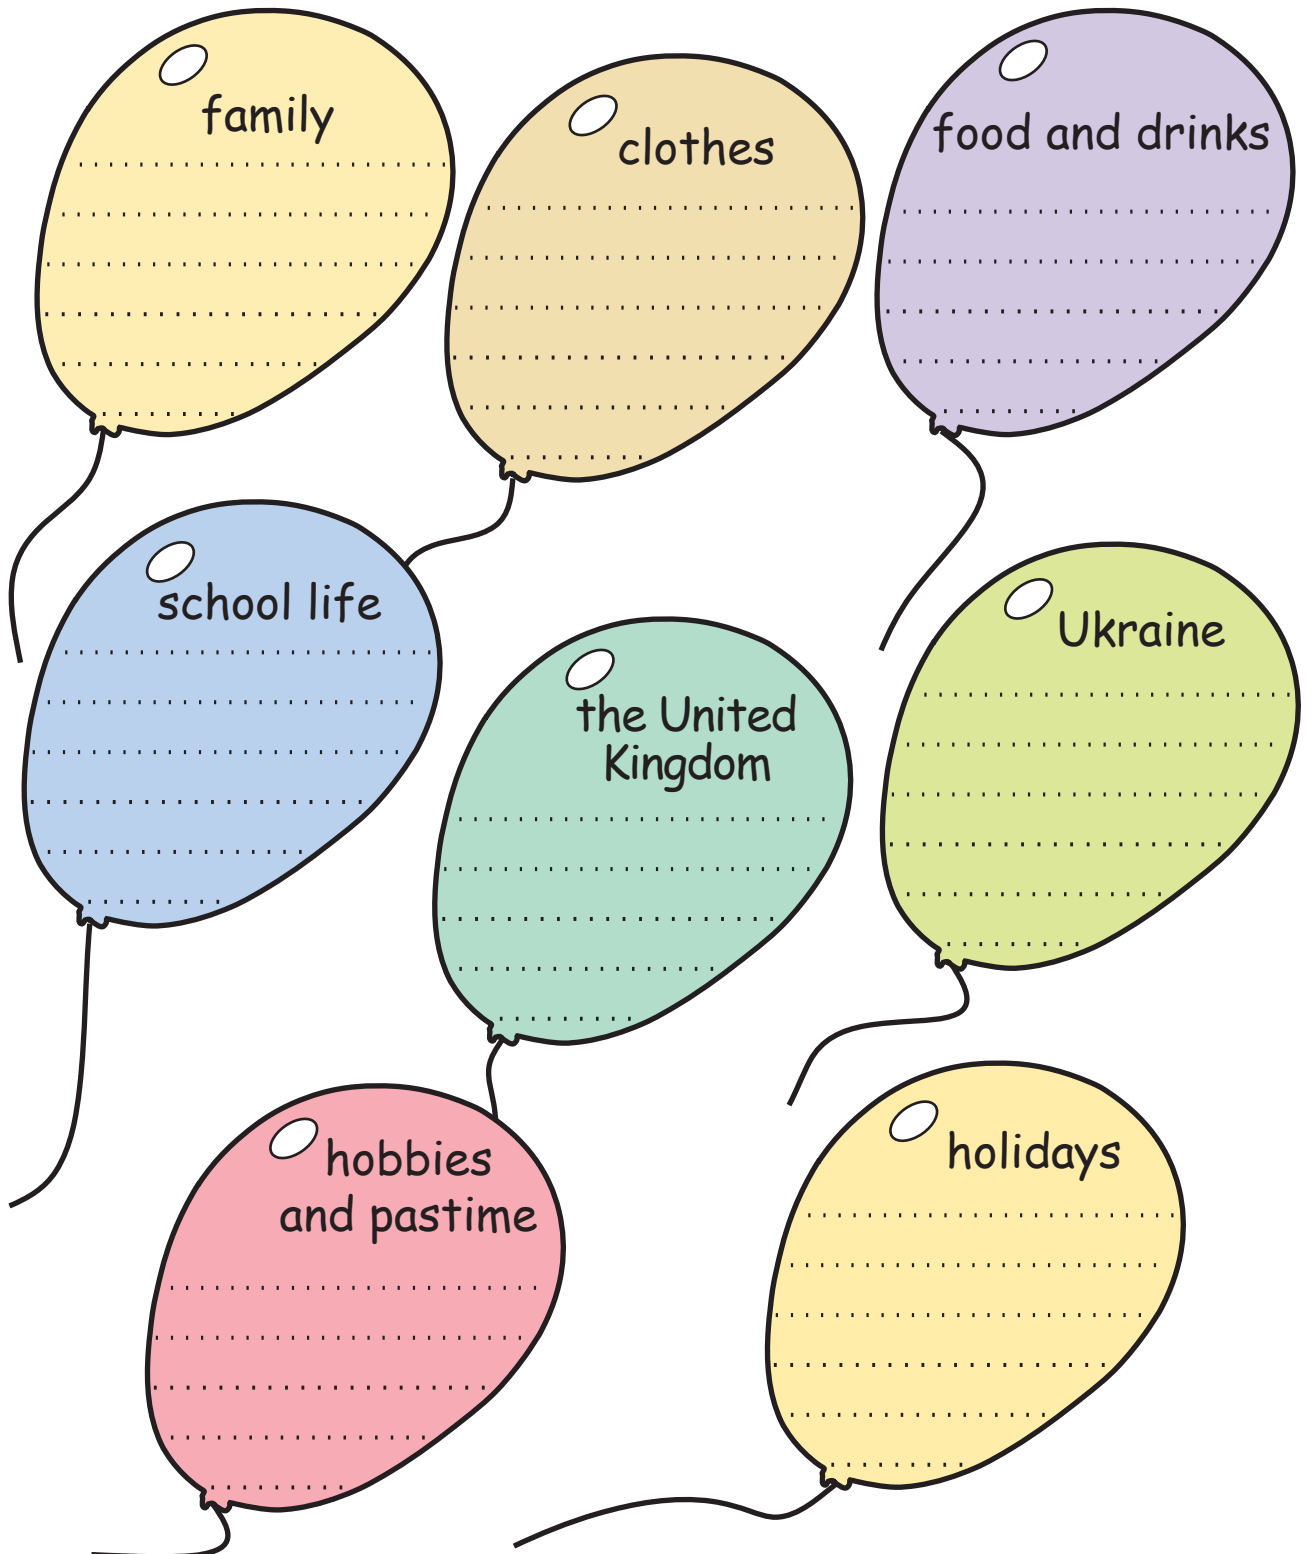 family
clothes
food and drinks
school life
the United
Kingdom
Ukraine
hobbies
and pastime
holidays